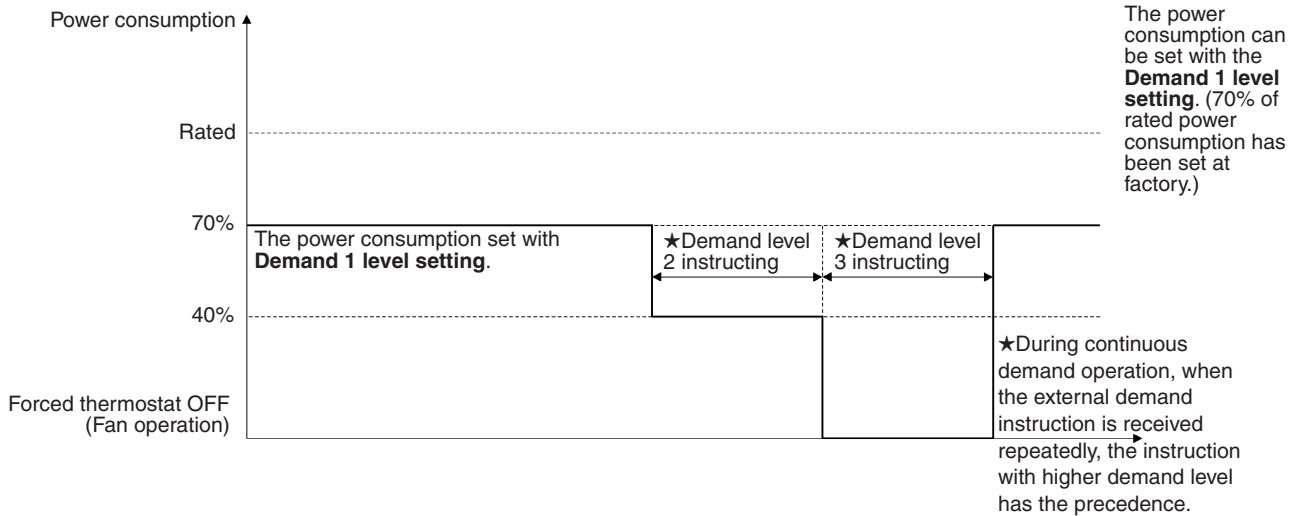 Power consumption
The power
consumption can
be set with the
Demand 1 level
setting. (70% of
rated power
consumption has
been set at
factory.)
Rated
70%
The power consumption set with
Demand 1 level setting.
★Demand level
2 instructing
★Demand level
3 instructing
40%
★During continuous
demand operation, when
the external demand
instruction is received
repeatedly, the instruction
with higher demand level
has the precedence.
Forced thermostat OFF
(Fan operation)